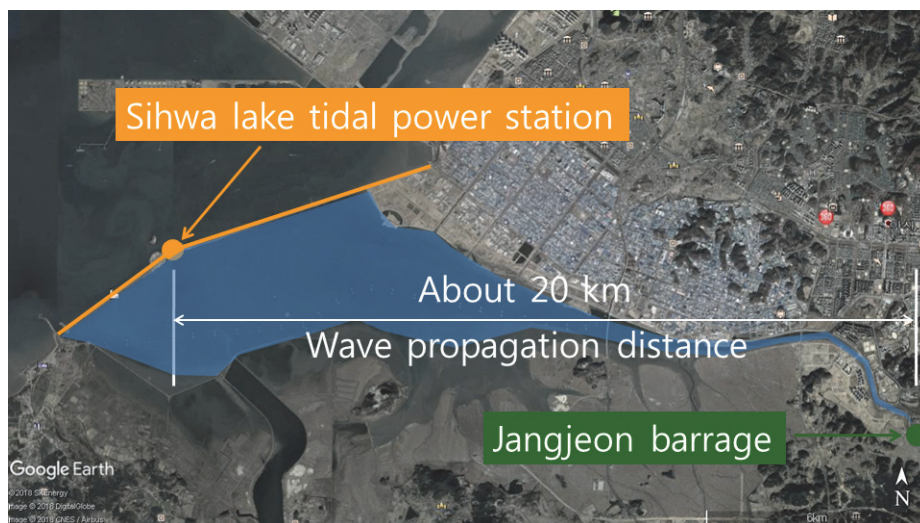 Sihwa lake tidal power station
About 20 km
Wave propagation distance
Jangjeon barrage
Google Earth
©2018 SK Energy
Image © 2018 DigitalGlobe
Image © 2018 CNES / Airbus
6km
N